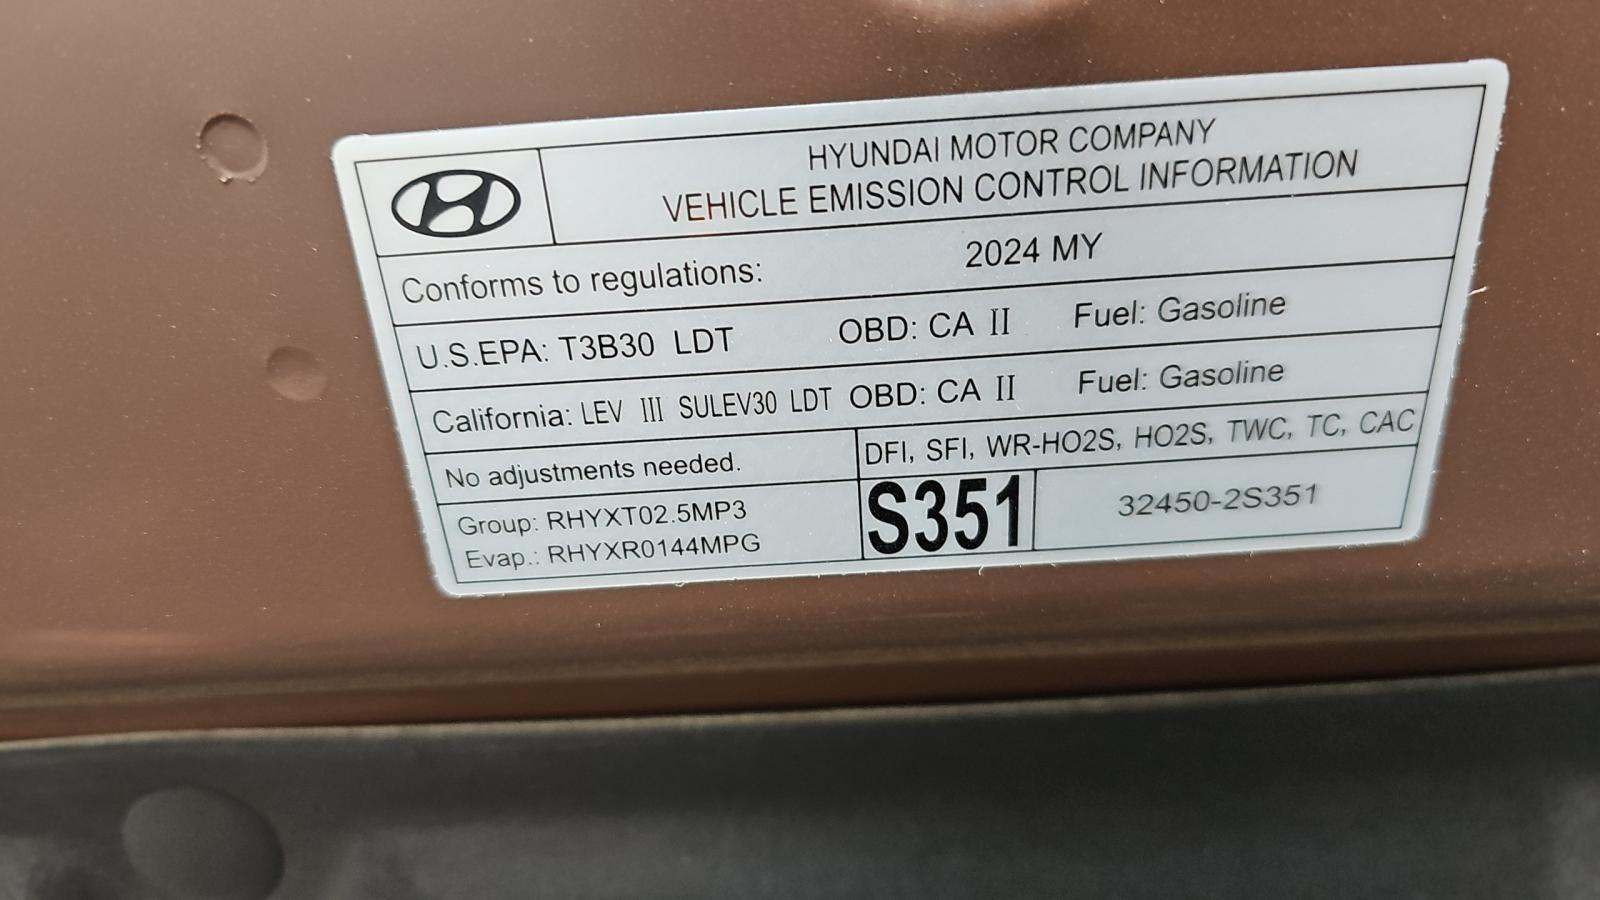 HYUNDAI MOTOR COMPANY
VEHICLE EMISSION CONTROL INFORMATION
Conforms to regulations: 2024 MY
U.S.EPA: T3B30 LDT OBD: CA II Fuel: Gasoline
California: LEV III SULEV30 LDT OBD: CA II Fuel: Gasoline
No adjustments needed. DFI, SFI, WR-HO2S, HO2S, TWC, TC, CAC
Group: RHYXT02.5MP3
Evap.: RHYXR0144MPG
S351
32450-2S351